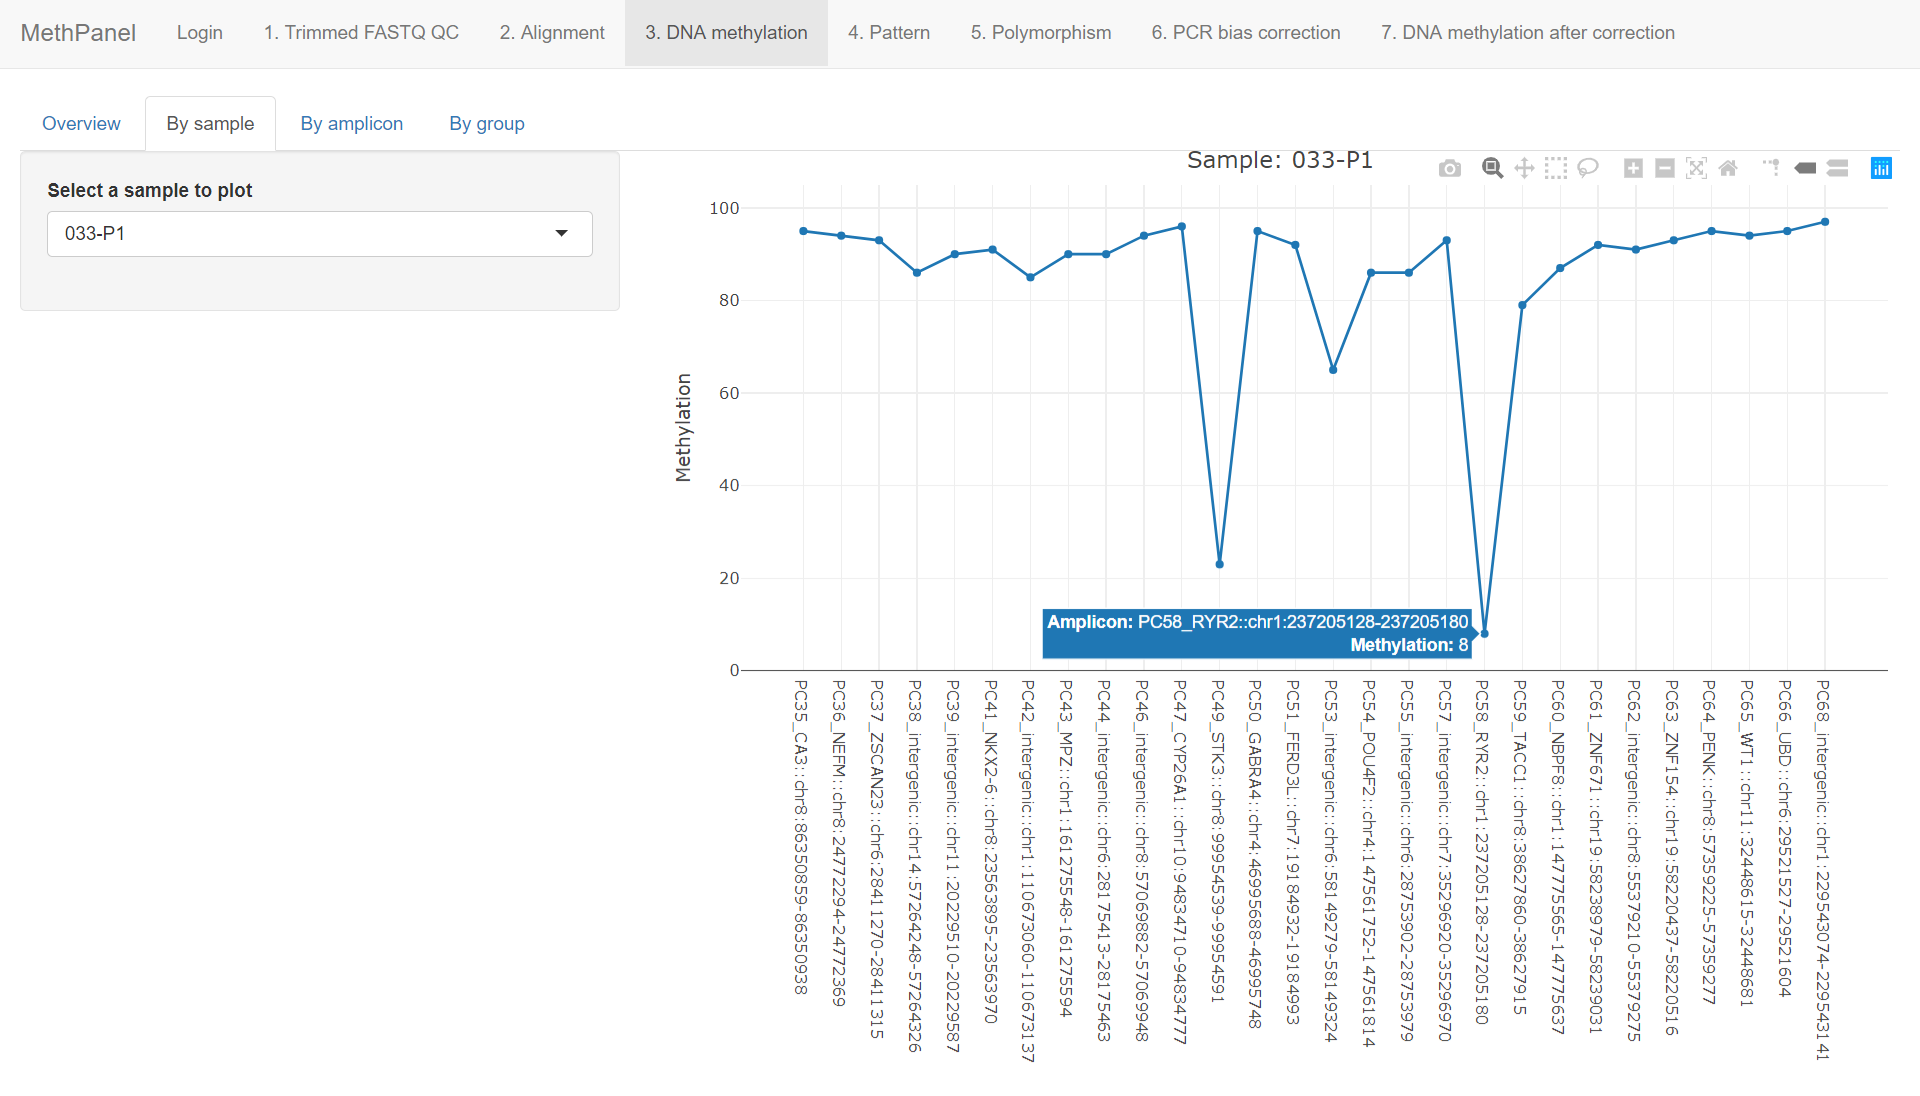 MethPanel Login 1. Trimmed FASTQ QC 2. Alignment 3. DNA methylation 4. Pattern 5. Polymorphism 6. PCR bias correction 7. DNA methylation after correction
Overview By sample By amplicon By group
Select a sample to plot
033-P1
Sample: 033-P1
Methylation
100
80
60
40
20
0
Amplicon: PC58_RYR2::chr1:237205128-237205180
Methylation: 8
PC35_CA3::chr8:86350859-86350938
PC36_NEFM::chr8:24772294-24772369
PC37_ZSCAN23::chr6:28411270-28411315
PC38_intergenic::chr14:57264248-57264326
PC39_intergenic::chr11:20229510-20229587
PC41_NKX2-6::chr8:23563895-23563970
PC42_intergenic::chr1:110673060-110673137
PC43_MPZ::chr1:161275548-161275594
PC44_intergenic::chr6:28175413-28175463
PC46_intergenic::chr8:57069882-57069948
PC47_CYP26A1::chr10:94834710-94834777
PC49_STK3::chr8:99954539-99954591
PC50_GABRA4::chr4:46995688-46995748
PC51_FERD3L::chr7:19184932-19184993
PC53_intergenic::chr6:58149279-58149324
PC54_POU4F2::chr4:147561752-147561814
PC55_intergenic::chr6:28753902-28753979
PC57_intergenic::chr7:35296920-35296970
PC58_RYR2::chr1:237205128-237205180
PC59_TACC1::chr8:38627860-38627915
PC60_NBPF8::chr1:147775565-147775637
PC61_ZNF671::chr19:58238979-58239031
PC62_intergenic::chr8:55379210-55379275
PC63_ZNF154::chr19:58220437-58220516
PC64_PENK::chr8:57359225-57359277
PC65_WT1::chr11:32448615-32448681
PC66_UBD::chr6:29521527-29521604
PC68_intergenic::chr1:229543074-229543141